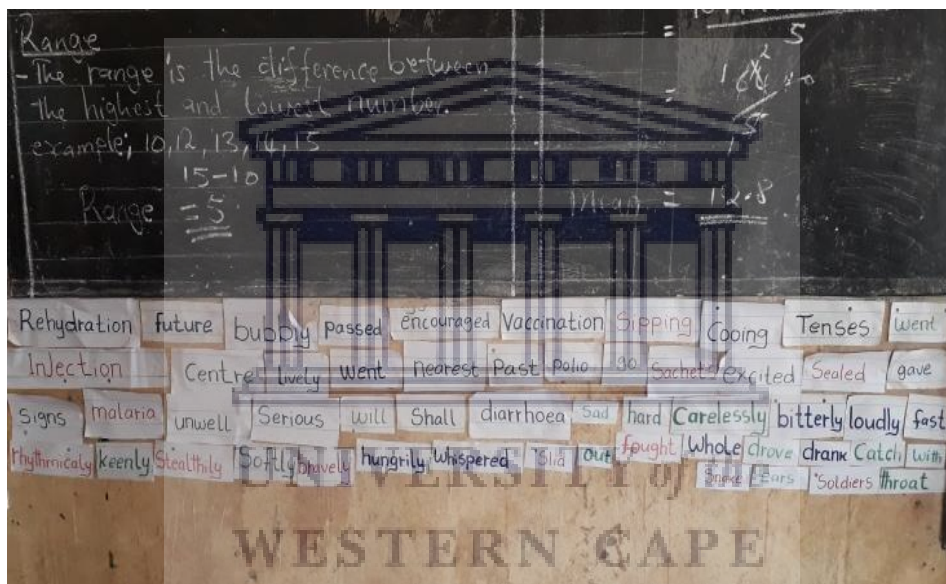 Range
-The range is the difference between
the highest and lowest number.
example; 10,12,13,14,15
15-10
Range = 5
=
5
=
5
Mean = 12.8
Rehydration future bubbly passed encouraged Vaccination Sipping Cooing Tenses went
Injection Centre lively went nearest Past polio go Sachets excited Sealed gave
Signs malaria unwell Serious will Shall diarrhoea Sad hard Carelessly bitterly loudly fast
rhythmicaly keenly Stealthily Softly bravely hungrily whispered Slid out fought Whole drove drank Catch with
Smoke Ears Soldiers throat
UNIVERSITY of the
WESTERN CAPE